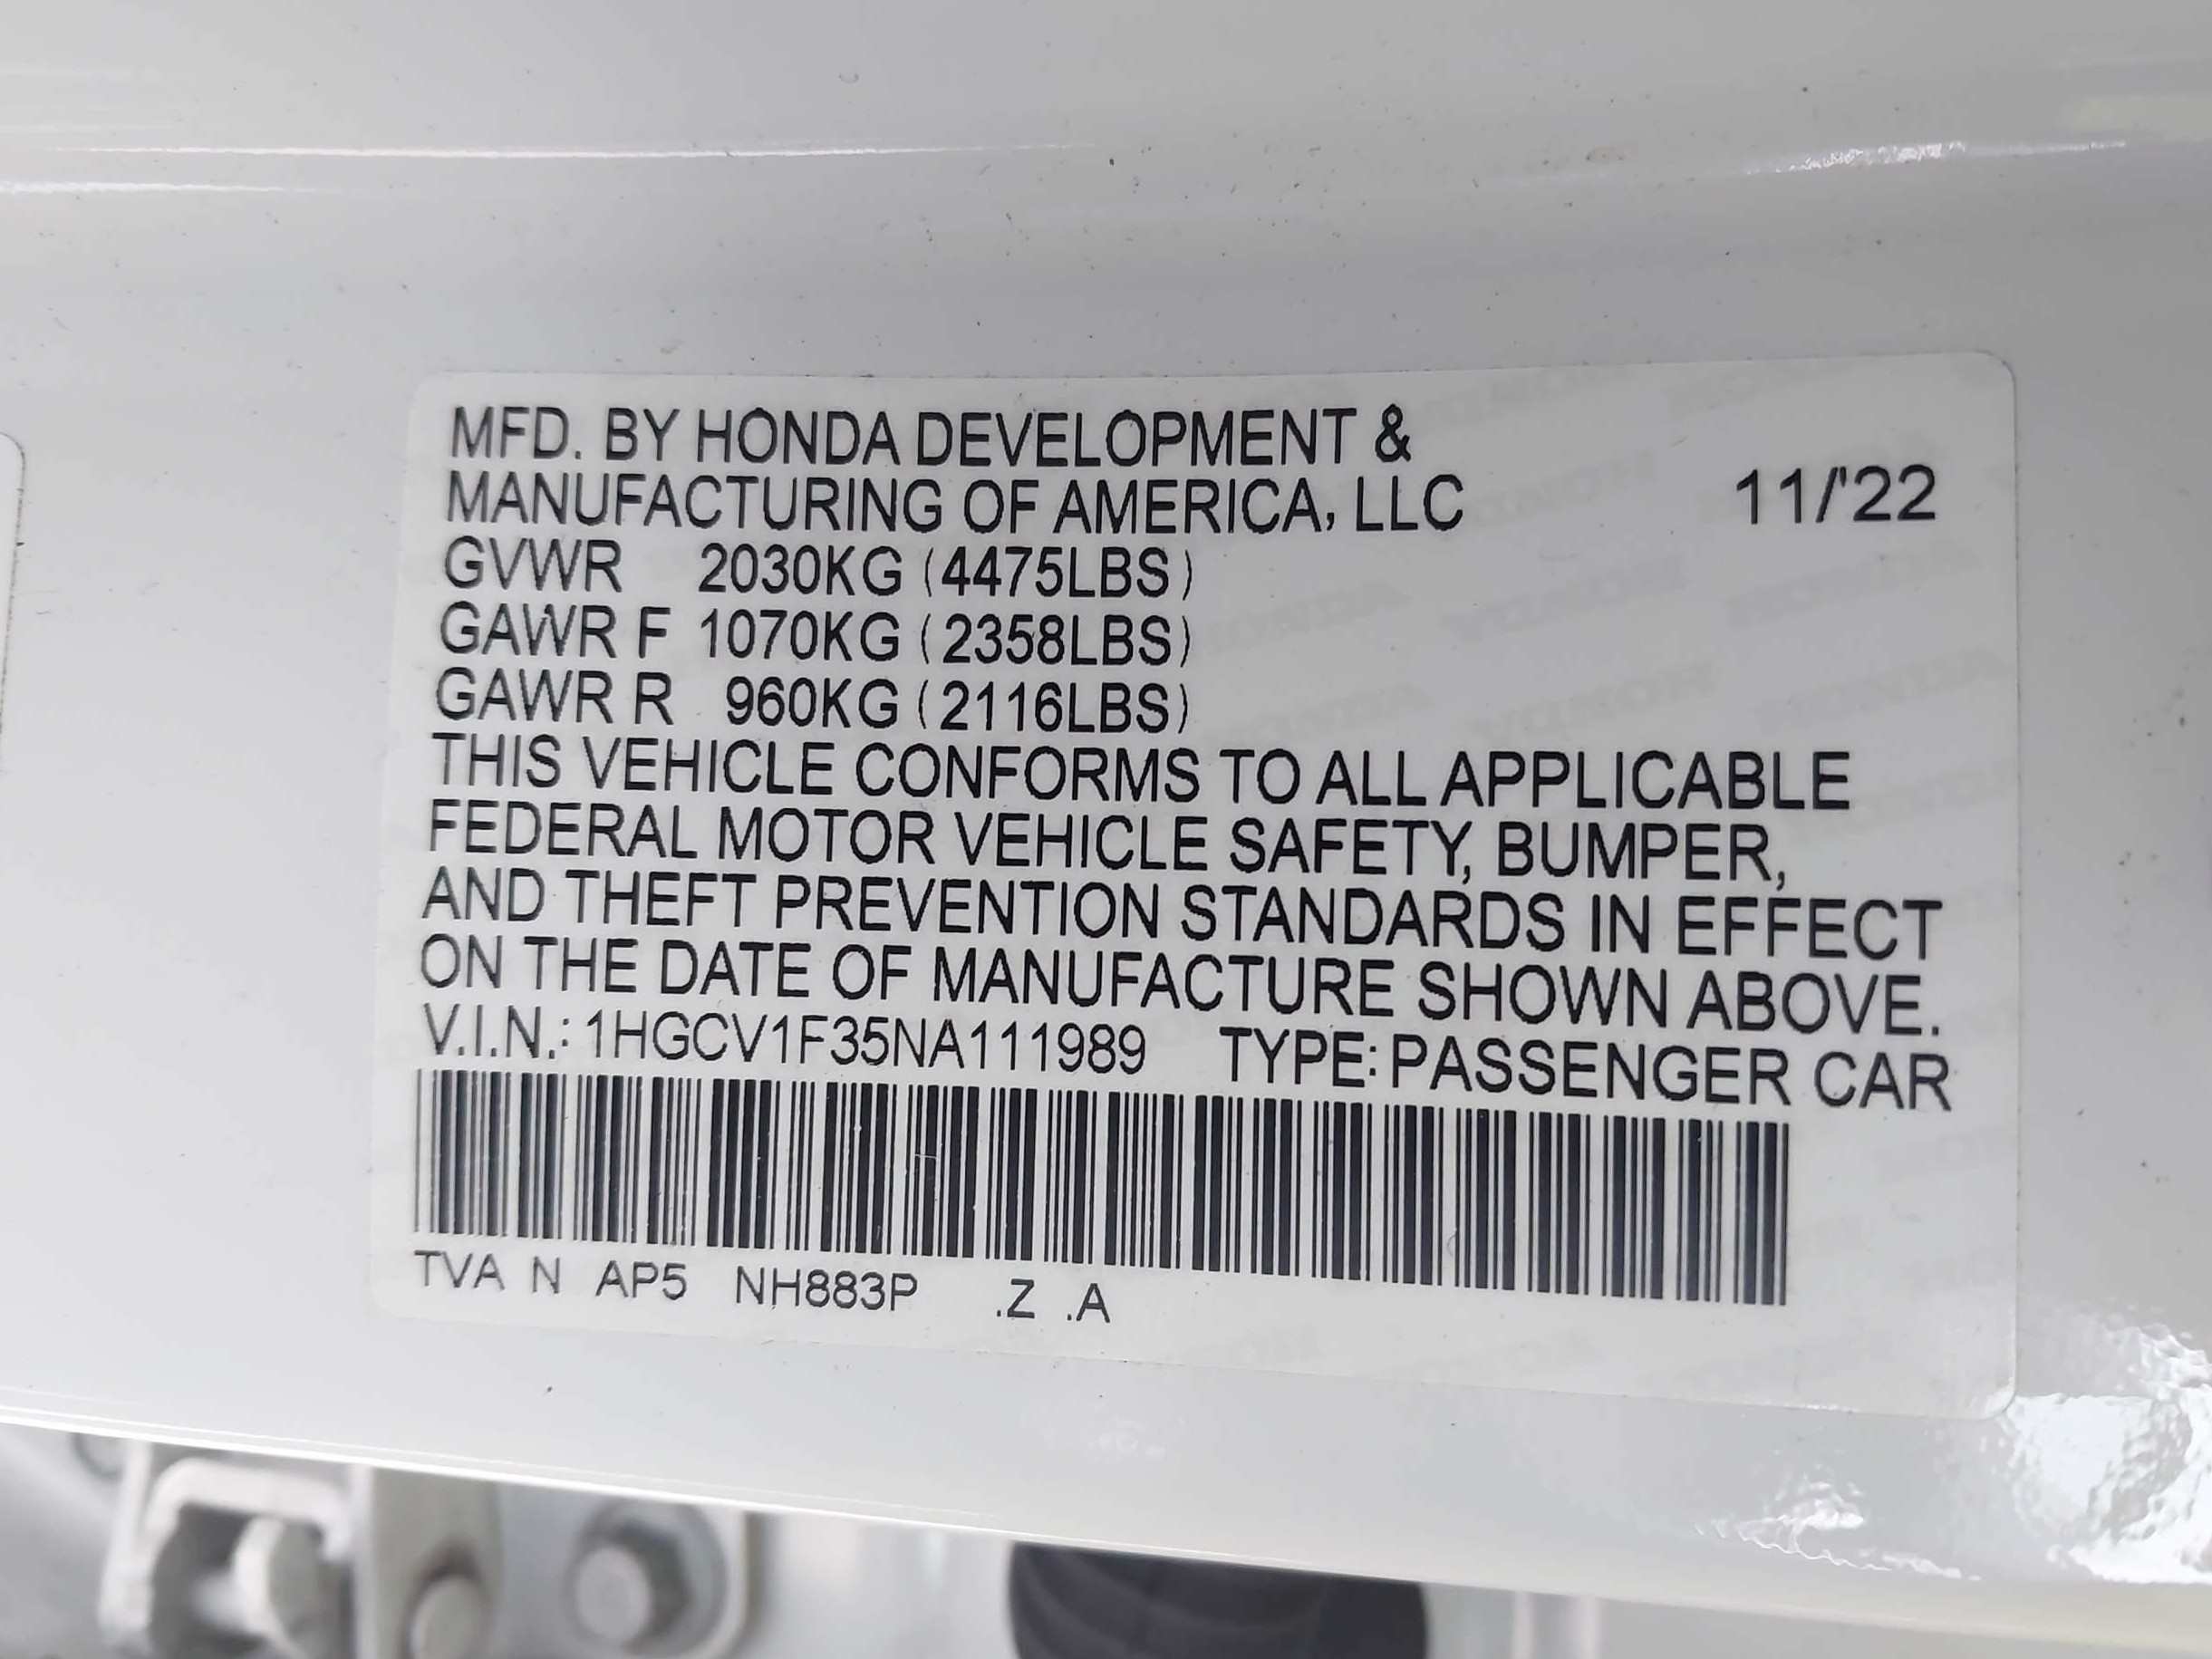 MFD. BY HONDA DEVELOPMENT &
MANUFACTURING OF AMERICA, LLC 11/'22
GVWR 2030KG (4475LBS)
GAWR F 1070KG (2358LBS)
GAWR R 960KG (2116LBS)
THIS VEHICLE CONFORMS TO ALL APPLICABLE
FEDERAL MOTOR VEHICLE SAFETY, BUMPER,
AND THEFT PREVENTION STANDARDS IN EFFECT
ON THE DATE OF MANUFACTURE SHOWN ABOVE.
V.I.N.: 1HGCV1F35NA111989 TYPE: PASSENGER CAR
TVA N AP5 NH883P .Z .A